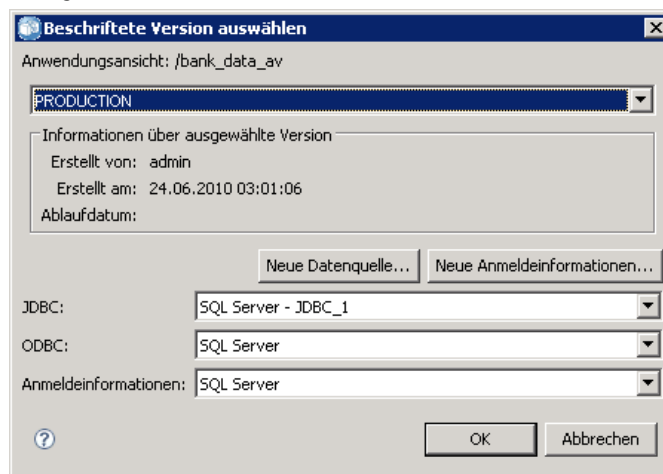 Beschriftete Version auswählen
Anwendungsansicht: /bank_data_av
PRODUCTION
Informationen über ausgewählte Version
Erstellt von: admin
Erstellt am: 24.06.2010 03:01:06
Ablaufdatum:
Neue Datenquelle... Neue Anmeldeinformationen...
JDBC: SQL Server - JDBC_1
ODBC: SQL Server
Anmeldeinformationen: SQL Server
OK Abbrechen